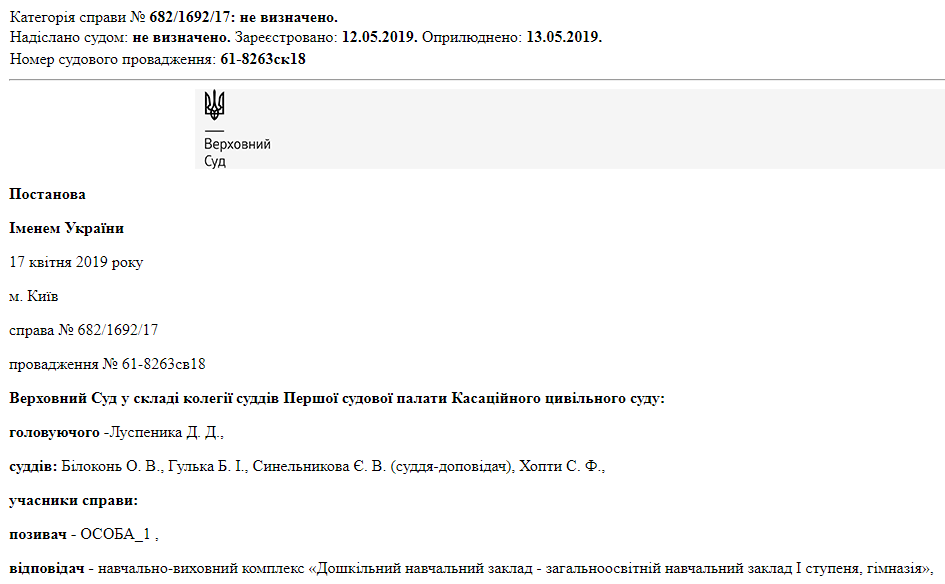 Категорія справи № 682/1692/17: не визначено.
Надіслано судом: не визначено. Зареєстровано: 12.05.2019. Оприлюднено: 13.05.2019.
Номер судового провадження: 61-8263ск18
Верховний
Суд
Постанова
Іменем України
17 квітня 2019 року
м. Київ
справа № 682/1692/17
провадження № 61-8263св18
Верховний Суд у складі колегії суддів Першої судової палати Касаційного цивільного суду:
головуючого -Луспеника Д. Д.,
суддів: Білоконь О. В., Гулька Б. І., Синельникова Є. В. (суддя-доповідач), Хопти С. Ф.,
учасники справи:
позивач - ОСОБА_1 ,
відповідач - навчально-виховний комплекс «Дошкільний навчальний заклад - загальноосвітній навчальний заклад I ступеня, гімназія»,